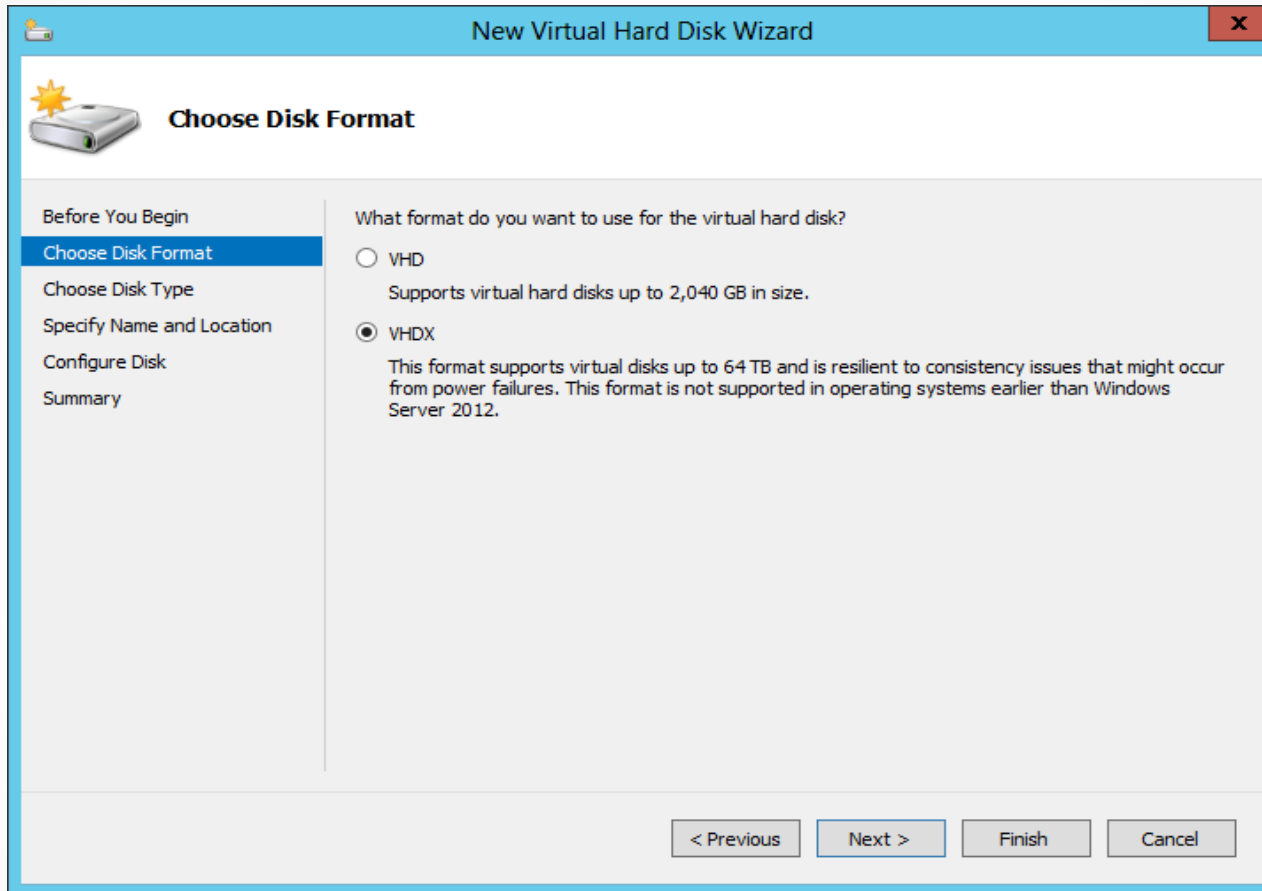 New Virtual Hard Disk Wizard
x
Choose Disk Format
Before You Begin
Choose Disk Format
Choose Disk Type
Specify Name and Location
Configure Disk
Summary
What format do you want to use for the virtual hard disk?
VHD
Supports virtual hard disks up to 2,040 GB in size.
VHDX
This format supports virtual disks up to 64 TB and is resilient to consistency issues that might occur
from power failures. This format is not supported in operating systems earlier than Windows
Server 2012.
< Previous
Next >
Finish
Cancel